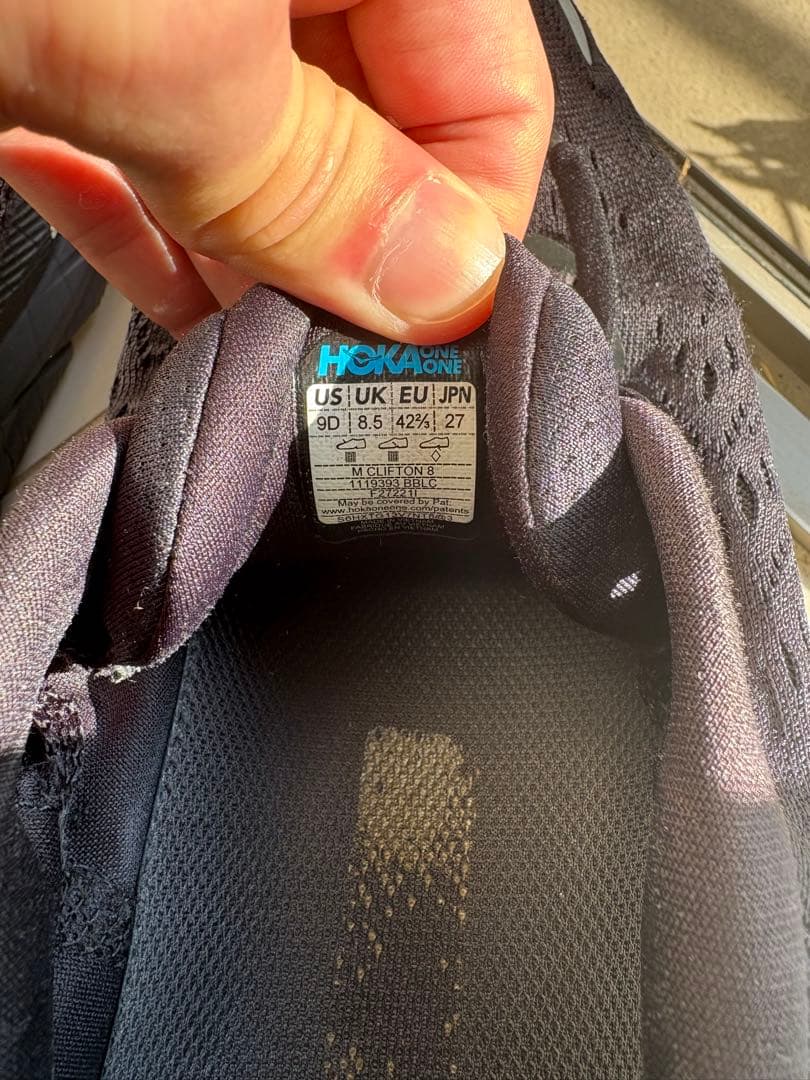 HOKA ONE ONE
US UK EU JPN
9D 8.5 42⅔ 27
M CLIFTON 8
1119393 BBLC
F27221I
May be covered by Pat.
www.hokaoneone.com/patents